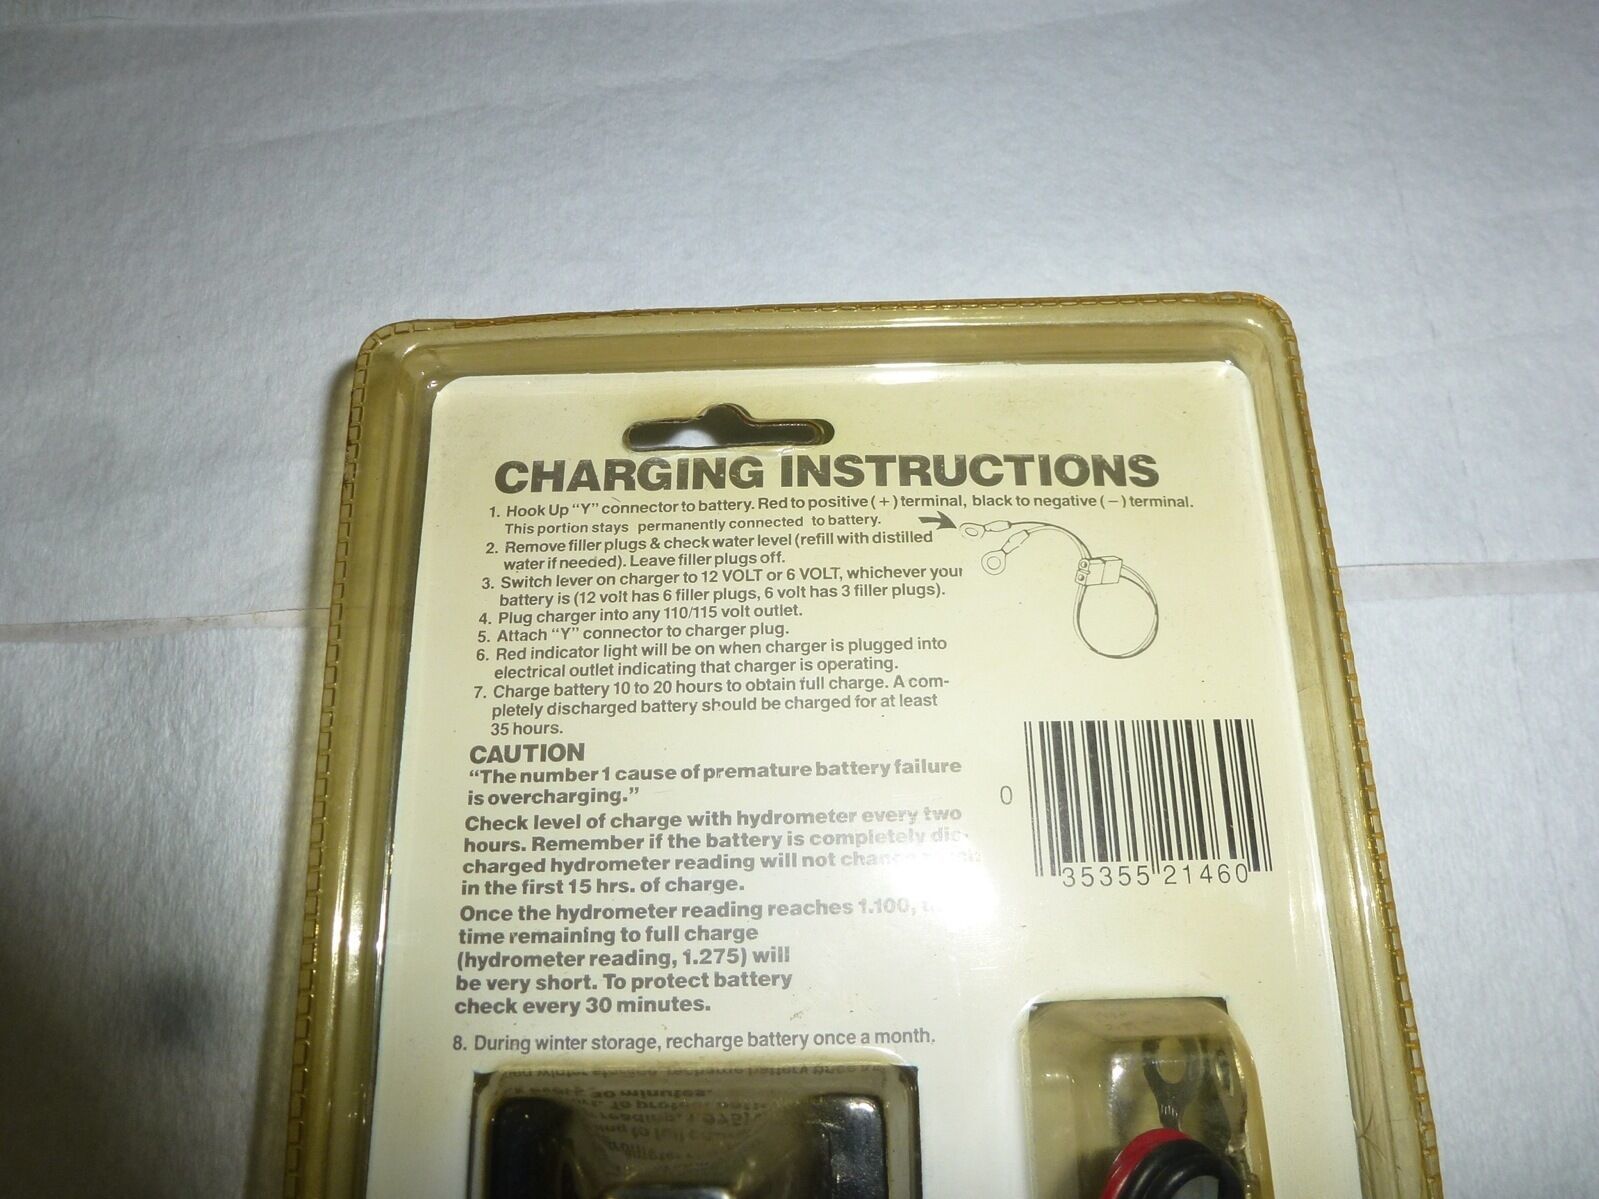 CHARGING INSTRUCTIONS
1. Hook Up "Y" connector to battery. Red to positive (+) terminal, black to negative (−) terminal.
This portion stays permanently connected to battery.
2. Remove filler plugs & check water level (refill with distilled
water if needed). Leave filler plugs off.
3. Switch lever on charger to 12 VOLT or 6 VOLT, whichever your
battery is (12 volt has 6 filler plugs, 6 volt has 3 filler plugs).
4. Plug charger into any 110/115 volt outlet.
5. Attach "Y" connector to charger plug.
6. Red indicator light will be on when charger is plugged into
electrical outlet indicating that charger is operating.
7. Charge battery 10 to 20 hours to obtain full charge. A com-
pletely discharged battery should be charged for at least
35 hours.
CAUTION
"The number 1 cause of premature battery failure
is overcharging."
Check level of charge with hydrometer every two
hours. Remember if the battery is completely dis-
charged hydrometer reading will not change
in the first 15 hrs. of charge.
Once the hydrometer reading reaches 1.100,
time remaining to full charge
(hydrometer reading, 1.275) will
be very short. To protect battery
check every 30 minutes.
8. During winter storage, recharge battery once a month.
0 35355 21460